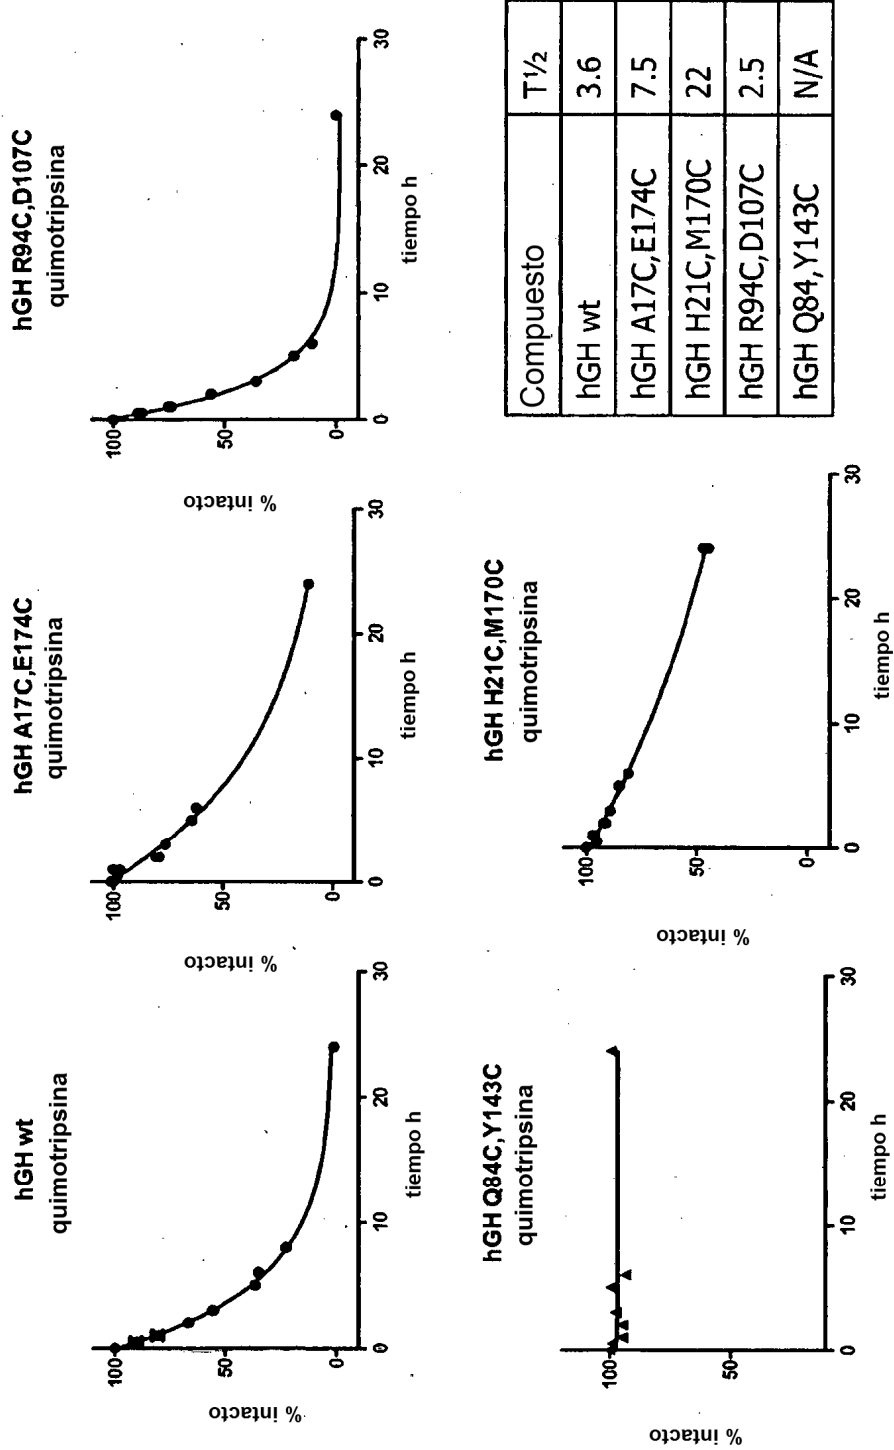 hGH wt
quimotripsina
% intacto
100
50
0
0
10
20
30
tiempo h
hGH A17C,E174C
quimotripsina
% intacto
100
50
0
0
10
20
30
tiempo h
hGH R94C,D107C
quimotripsina
% intacto
100
50
0
0
10
20
30
tiempo h
hGH Q84C,Y143C
quimotripsina
% intacto
100
50
0
10
20
30
tiempo h
hGH H21C,M170C
quimotripsina
% intacto
100
50
0
0
10
20
30
tiempo h
Compuesto T½
hGH wt 3.6
hGH A17C,E174C 7.5
hGH H21C,M170C 22
hGH R94C,D107C 2.5
hGH Q84,Y143C N/A